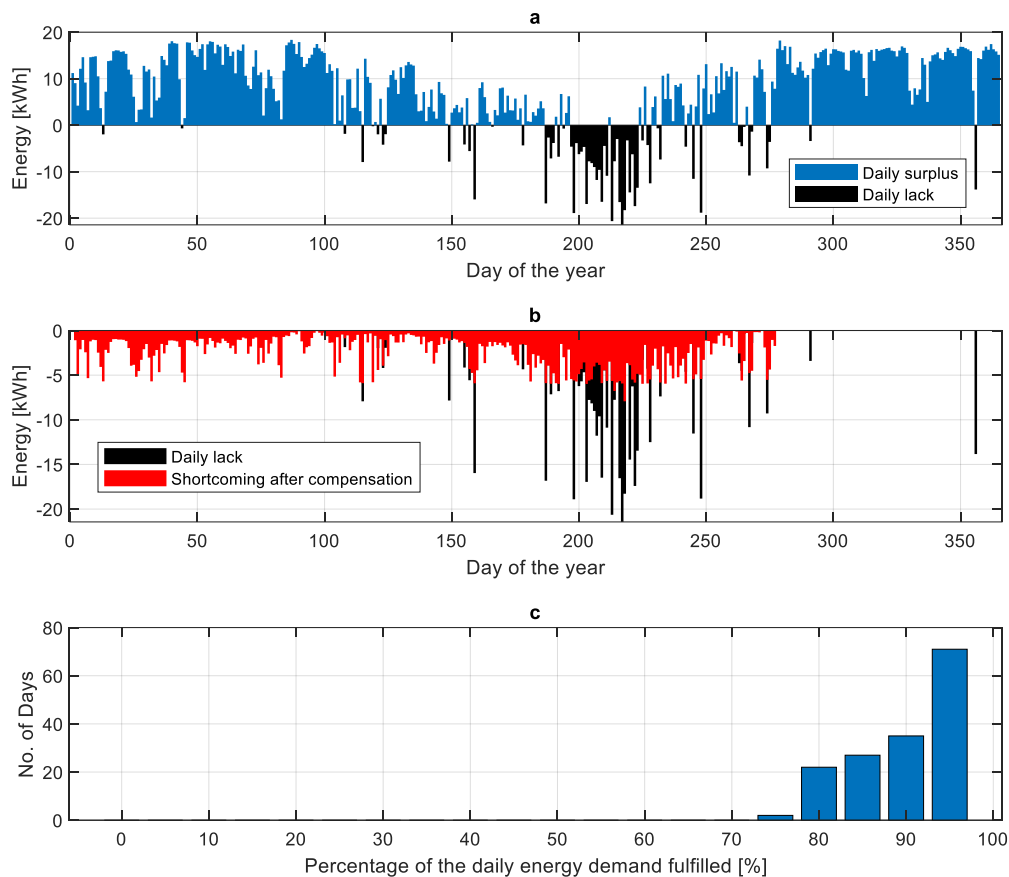 a
20
10
0
-10
-20
Energy [kWh]
Daily surplus
Daily lack
0 50 100 150 200 250 300 350
Day of the year
b
0
-5
-10
-15
-20
Energy [kWh]
Daily lack
Shortcoming after compensation
0 50 100 150 200 250 300 350
Day of the year
c
80
60
40
20
0
No. of Days
0 10 20 30 40 50 60 70 80 90 100
Percentage of the daily energy demand fulfilled [%]